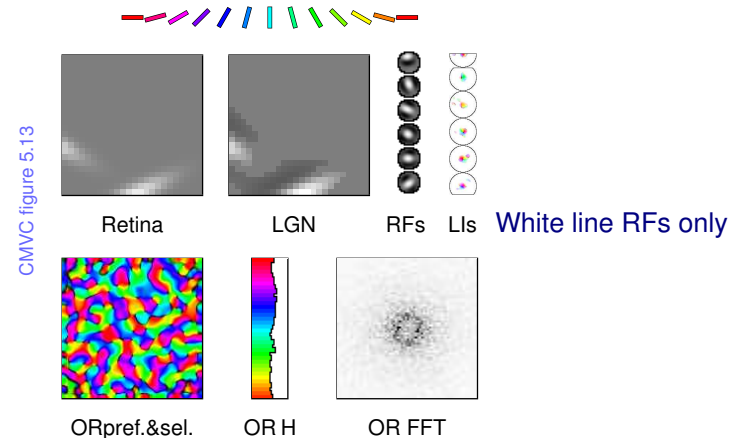 CMVC figure 5.13
Retina
LGN
RFs
LIs
White line RFs only
ORpref.&sel.
OR H
OR FFT